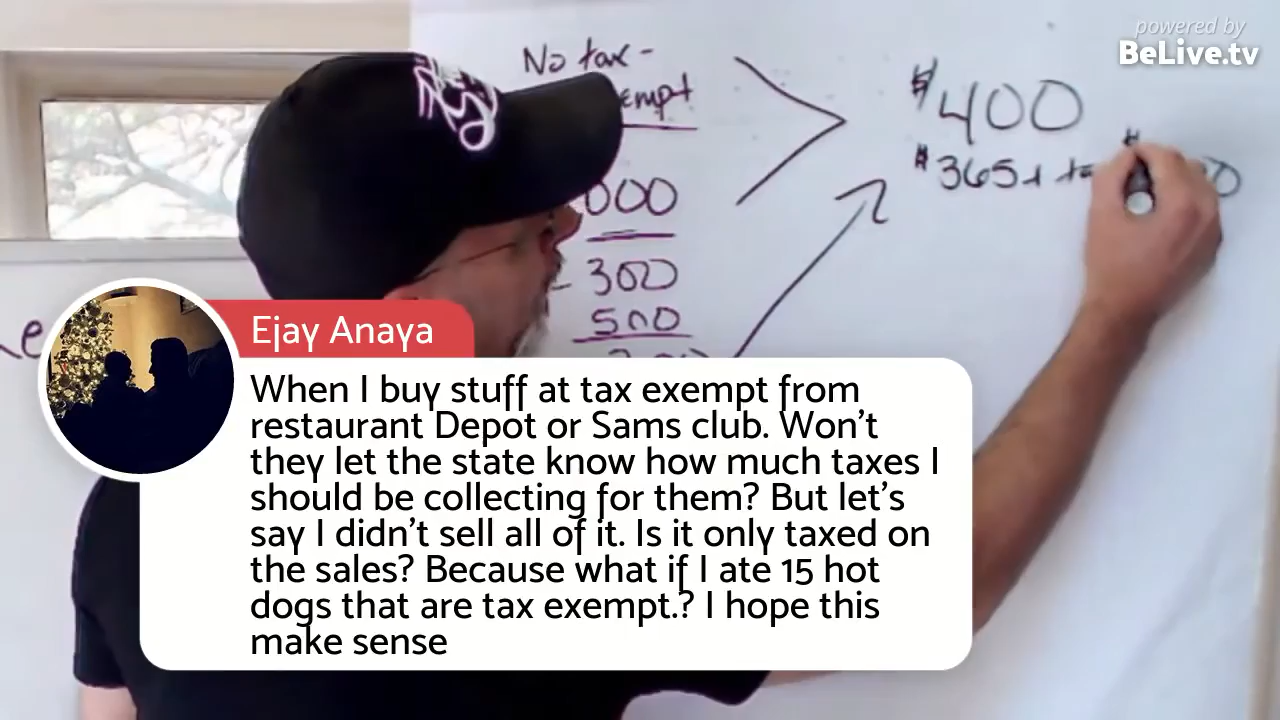 powered by
BeLive.tv
No tax -
empt
$400
000
$365+
300
500
Ejay Anaya
When I buy stuff at tax exempt from
restaurant Depot or Sams club. Won't
they let the state know how much taxes I
should be collecting for them? But let's
say I didn't sell all of it. Is it only taxed on
the sales? Because what if I ate 15 hot
dogs that are tax exempt.? I hope this
make sense